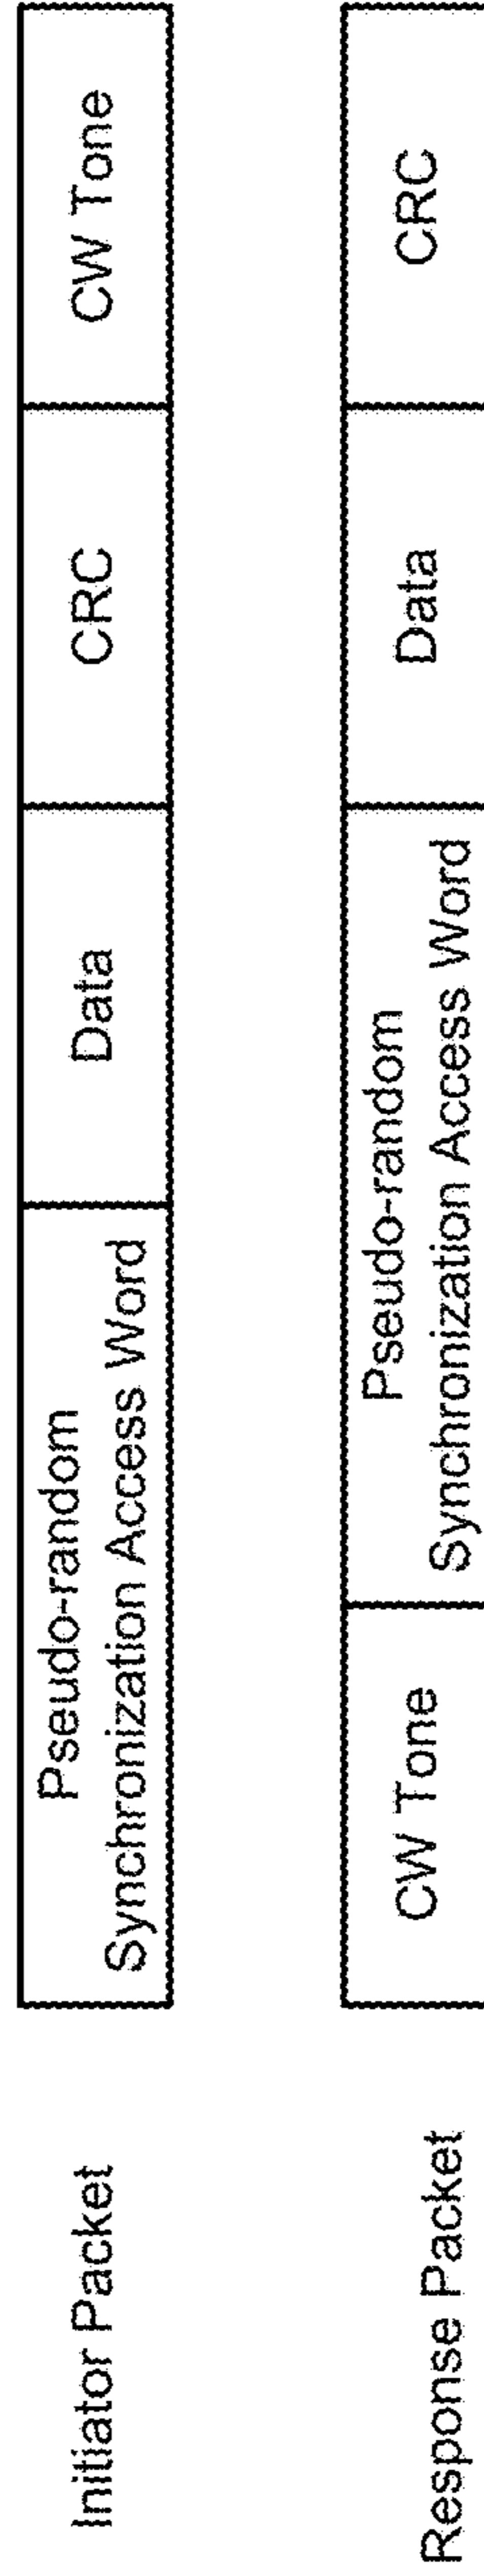 Initiator Packet
Pseudo-random
Synchronization Access Word
Data
CRC
CW Tone
Response Packet
CW Tone
Pseudo-random
Synchronization Access Word
Data
CRC